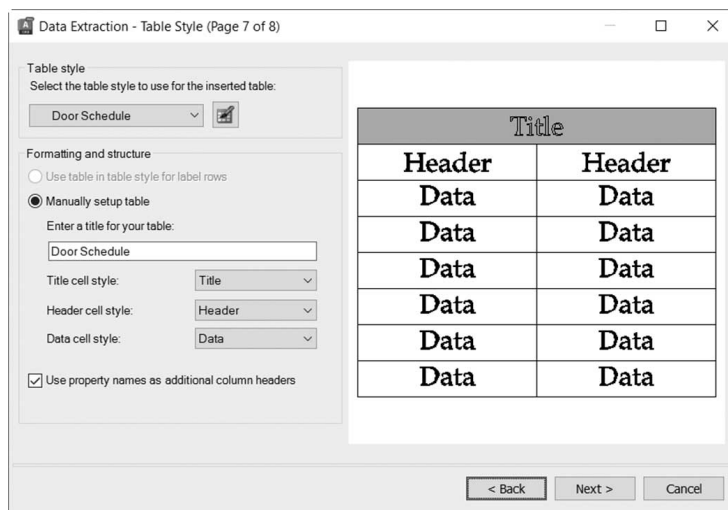 Data Extraction - Table Style (Page 7 of 8)
Table style
Select the table style to use for the inserted table:
Door Schedule
Formatting and structure
Use table in table style for label rows
Manually setup table
Enter a title for your table:
Door Schedule
Title cell style: Title
Header cell style: Header
Data cell style: Data
Use property names as additional column headers
Title
Header Header
Data Data
Data Data
Data Data
Data Data
Data Data
Data Data
< Back Next > Cancel